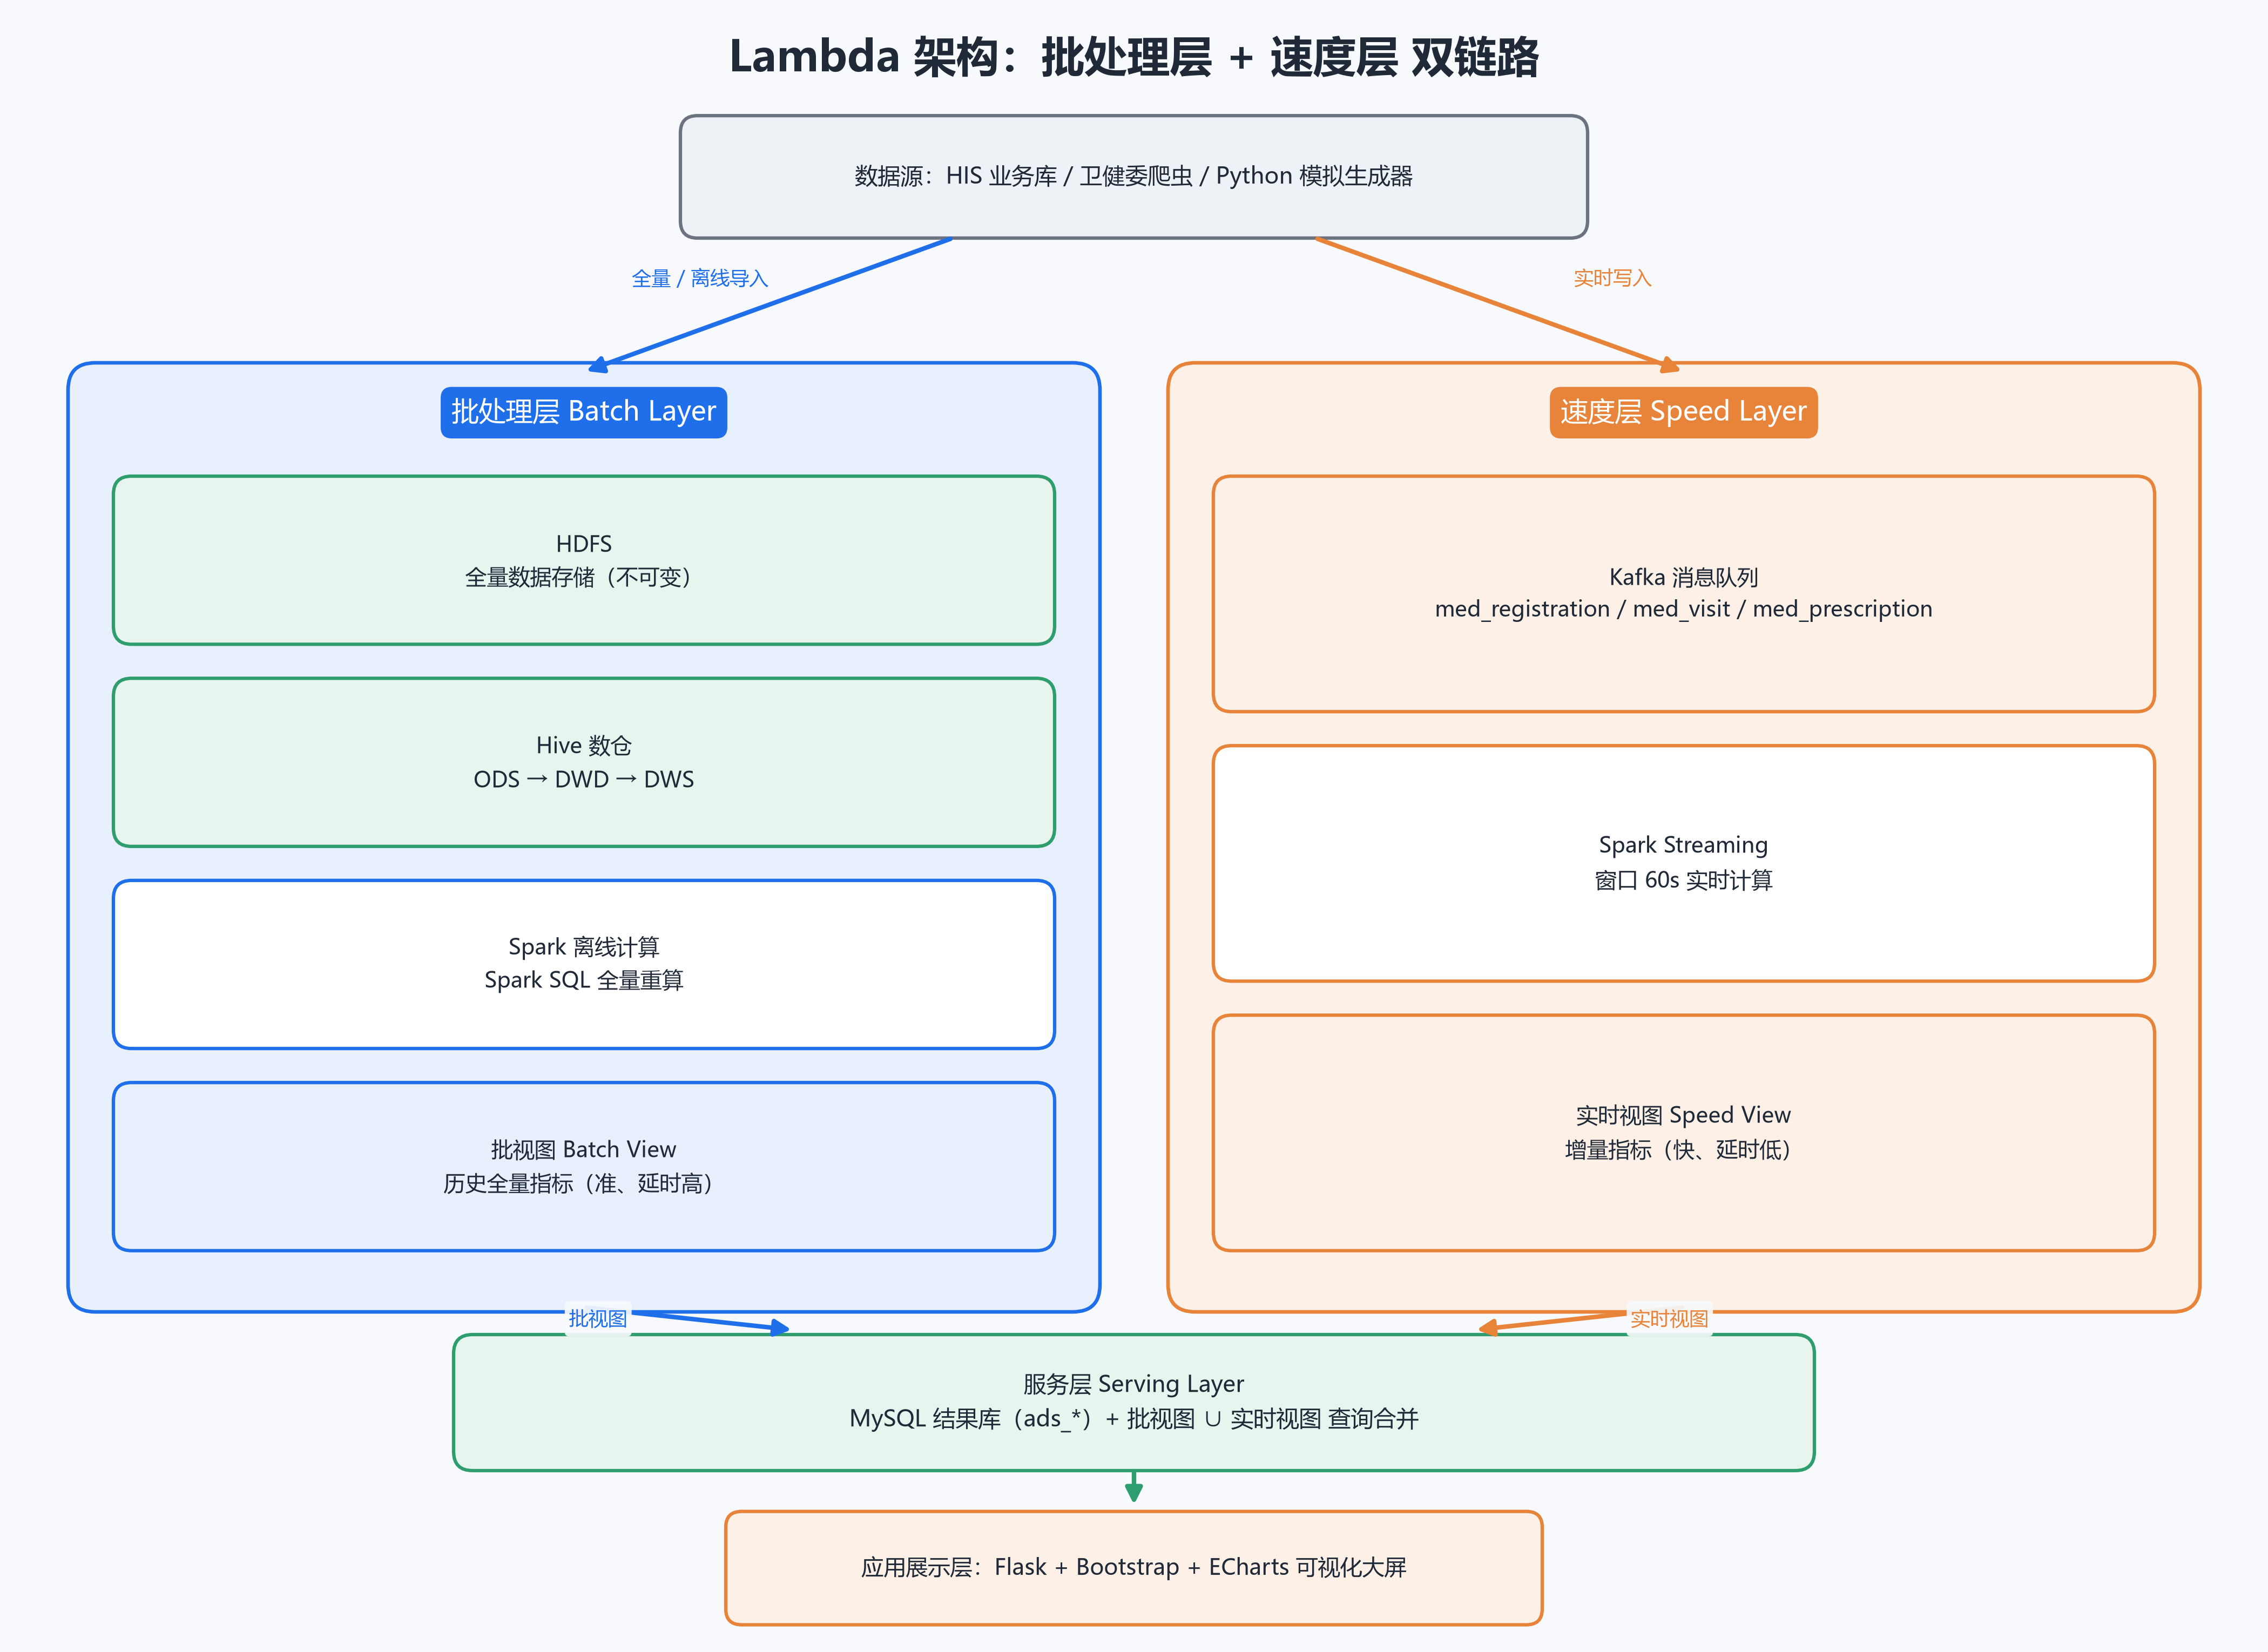 Lambda 架构：批处理层 + 速度层 双链路
数据源：HIS 业务库 / 卫健委爬虫 / Python 模拟生成器
全量 / 离线导入
实时写入
批处理层 Batch Layer
HDFS
全量数据存储（不可变）
Hive 数仓
ODS → DWD → DWS
Spark 离线计算
Spark SQL 全量重算
批视图 Batch View
历史全量指标（准、延时高）
速度层 Speed Layer
Kafka 消息队列
med_registration / med_visit / med_prescription
Spark Streaming
窗口 60s 实时计算
实时视图 Speed View
增量指标（快、延时低）
批视图
实时视图
服务层 Serving Layer
MySQL 结果库（ads_*）+ 批视图 ∪ 实时视图 查询合并
应用展示层：Flask + Bootstrap + ECharts 可视化大屏